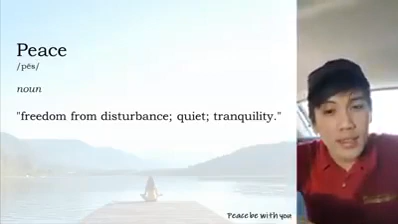 Peace
/pēs/
noun
"freedom from disturbance; quiet; tranquility."
Peace be with you